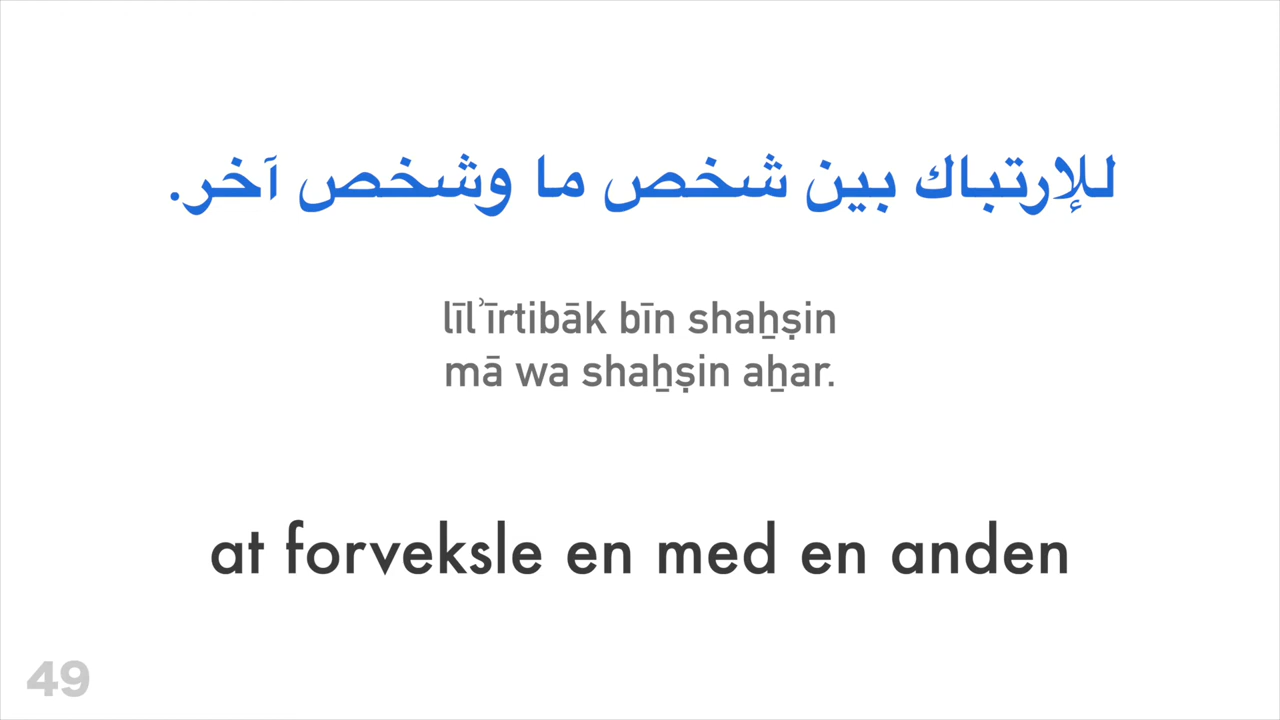 للإرتباك بين شخص ما وشخص آخر.
līlʾīrtibāk bīn shaẖṣin
mā wa shaẖṣin aẖar.
at forveksle en med en anden
49